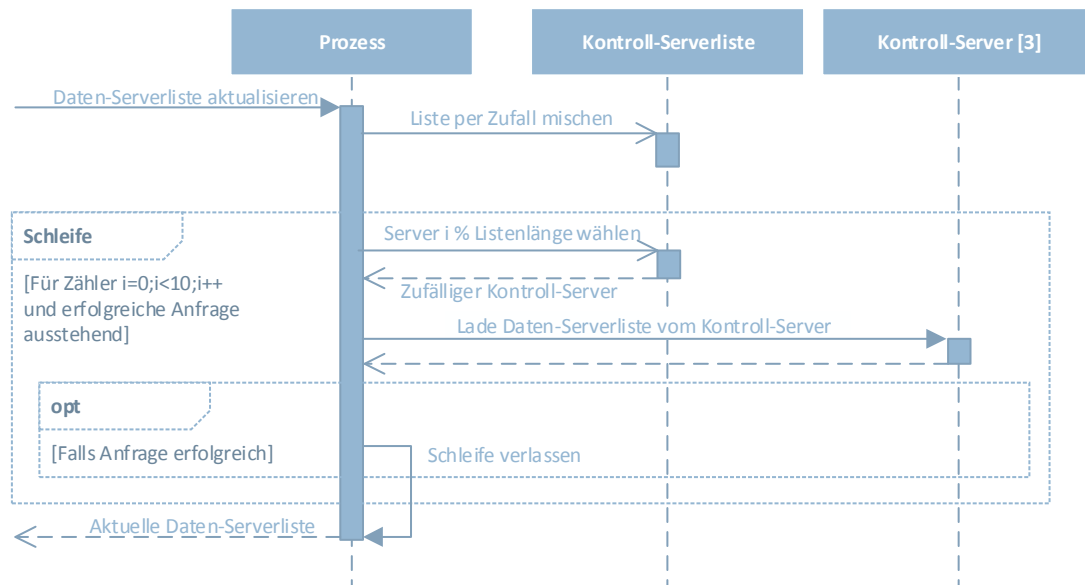 Prozess
Kontroll-Serverliste
Kontroll-Server [3]
Daten-Serverliste aktualisieren
Liste per Zufall mischen
Schleife
Server i % Listenlänge wählen
[Für Zähler i=0;i<10;i++
und erfolgreiche Anfrage
ausstehend]
Zufälliger Kontroll-Server
Lade Daten-Serverliste vom Kontroll-Server
opt
[Falls Anfrage erfolgreich]
Schleife verlassen
Aktuelle Daten-Serverliste